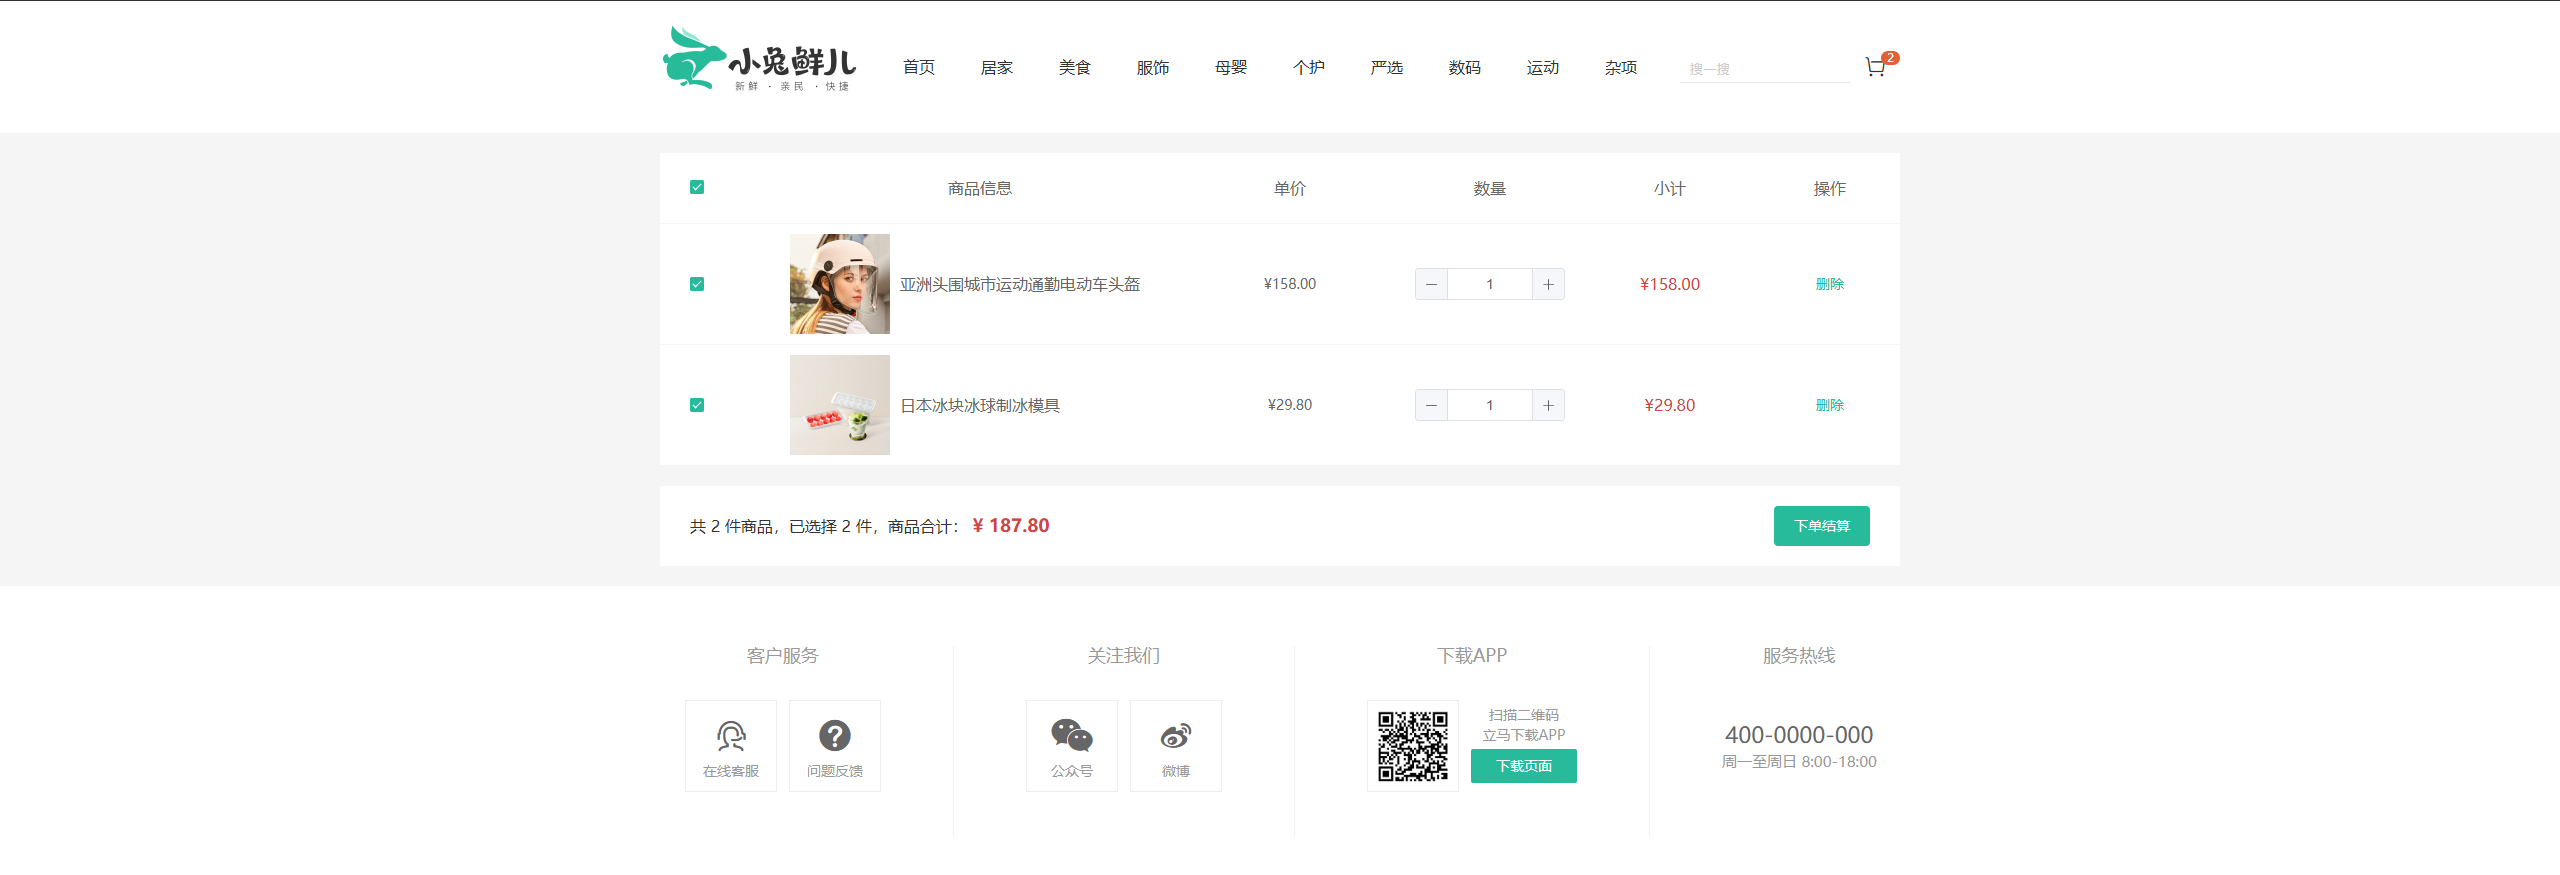 小兔鲜儿
新鲜 · 亲民 · 快捷
首页 居家 美食 服饰 母婴 个护 严选 数码 运动 杂项
搜一搜
2
商品信息 单价 数量 小计 操作
亚洲头围城市运动通勤电动车头盔 ¥158.00 1 ¥158.00 删除
日本冰块冰球制冰模具 ¥29.80 1 ¥29.80 删除
共 2 件商品，已选择 2 件，商品合计： ¥ 187.80
下单结算
客户服务
在线客服 问题反馈
关注我们
公众号 微博
下载APP
扫描二维码
立马下载APP
下载页面
服务热线
400-0000-000
周一至周日 8:00-18:00